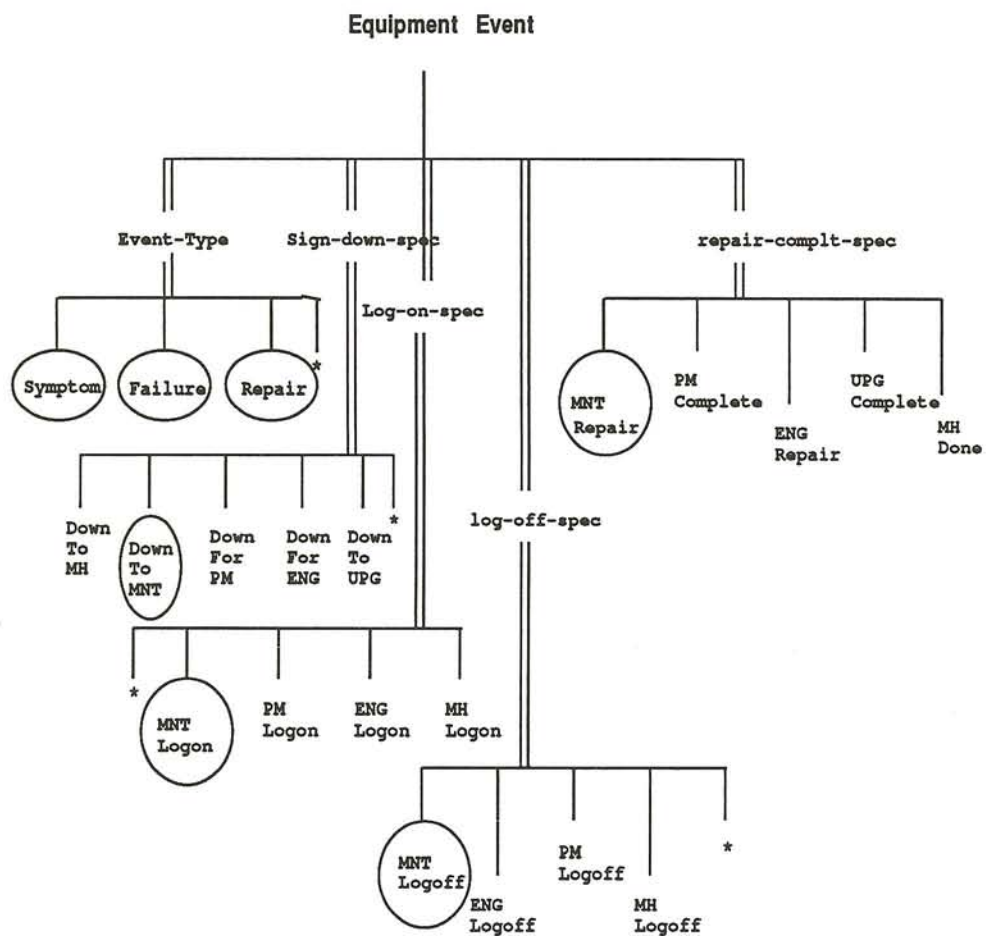 Equipment Event
Event-Type
Sign-down-spec
repair-complt-spec
Log-on-spec
Symptom
Failure
Repair
*
MNT
Repair
PM
Complete
ENG
Repair
UPG
Complete
MH
Done
Down
To
MH
Down
To
MNT
Down
For
PM
Down
For
ENG
Down
To
UPG
*
log-off-spec
*
MNT
Logon
PM
Logon
ENG
Logon
MH
Logon
MNT
Logoff
ENG
Logoff
PM
Logoff
MH
Logoff
*